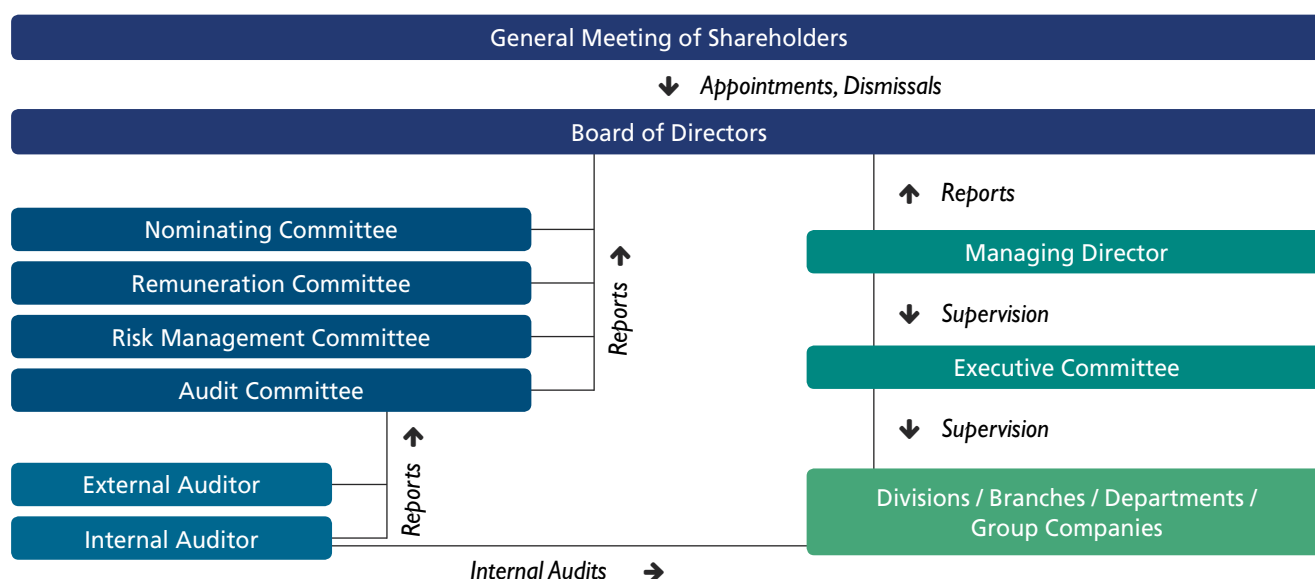 General Meeting of Shareholders
Appointments, Dismissals
Board of Directors
Reports
Nominating Committee
Remuneration Committee
Risk Management Committee
Audit Committee
Reports
Managing Director
Supervision
Executive Committee
Supervision
External Auditor
Internal Auditor
Reports
Divisions / Branches / Departments /
Group Companies
Internal Audits